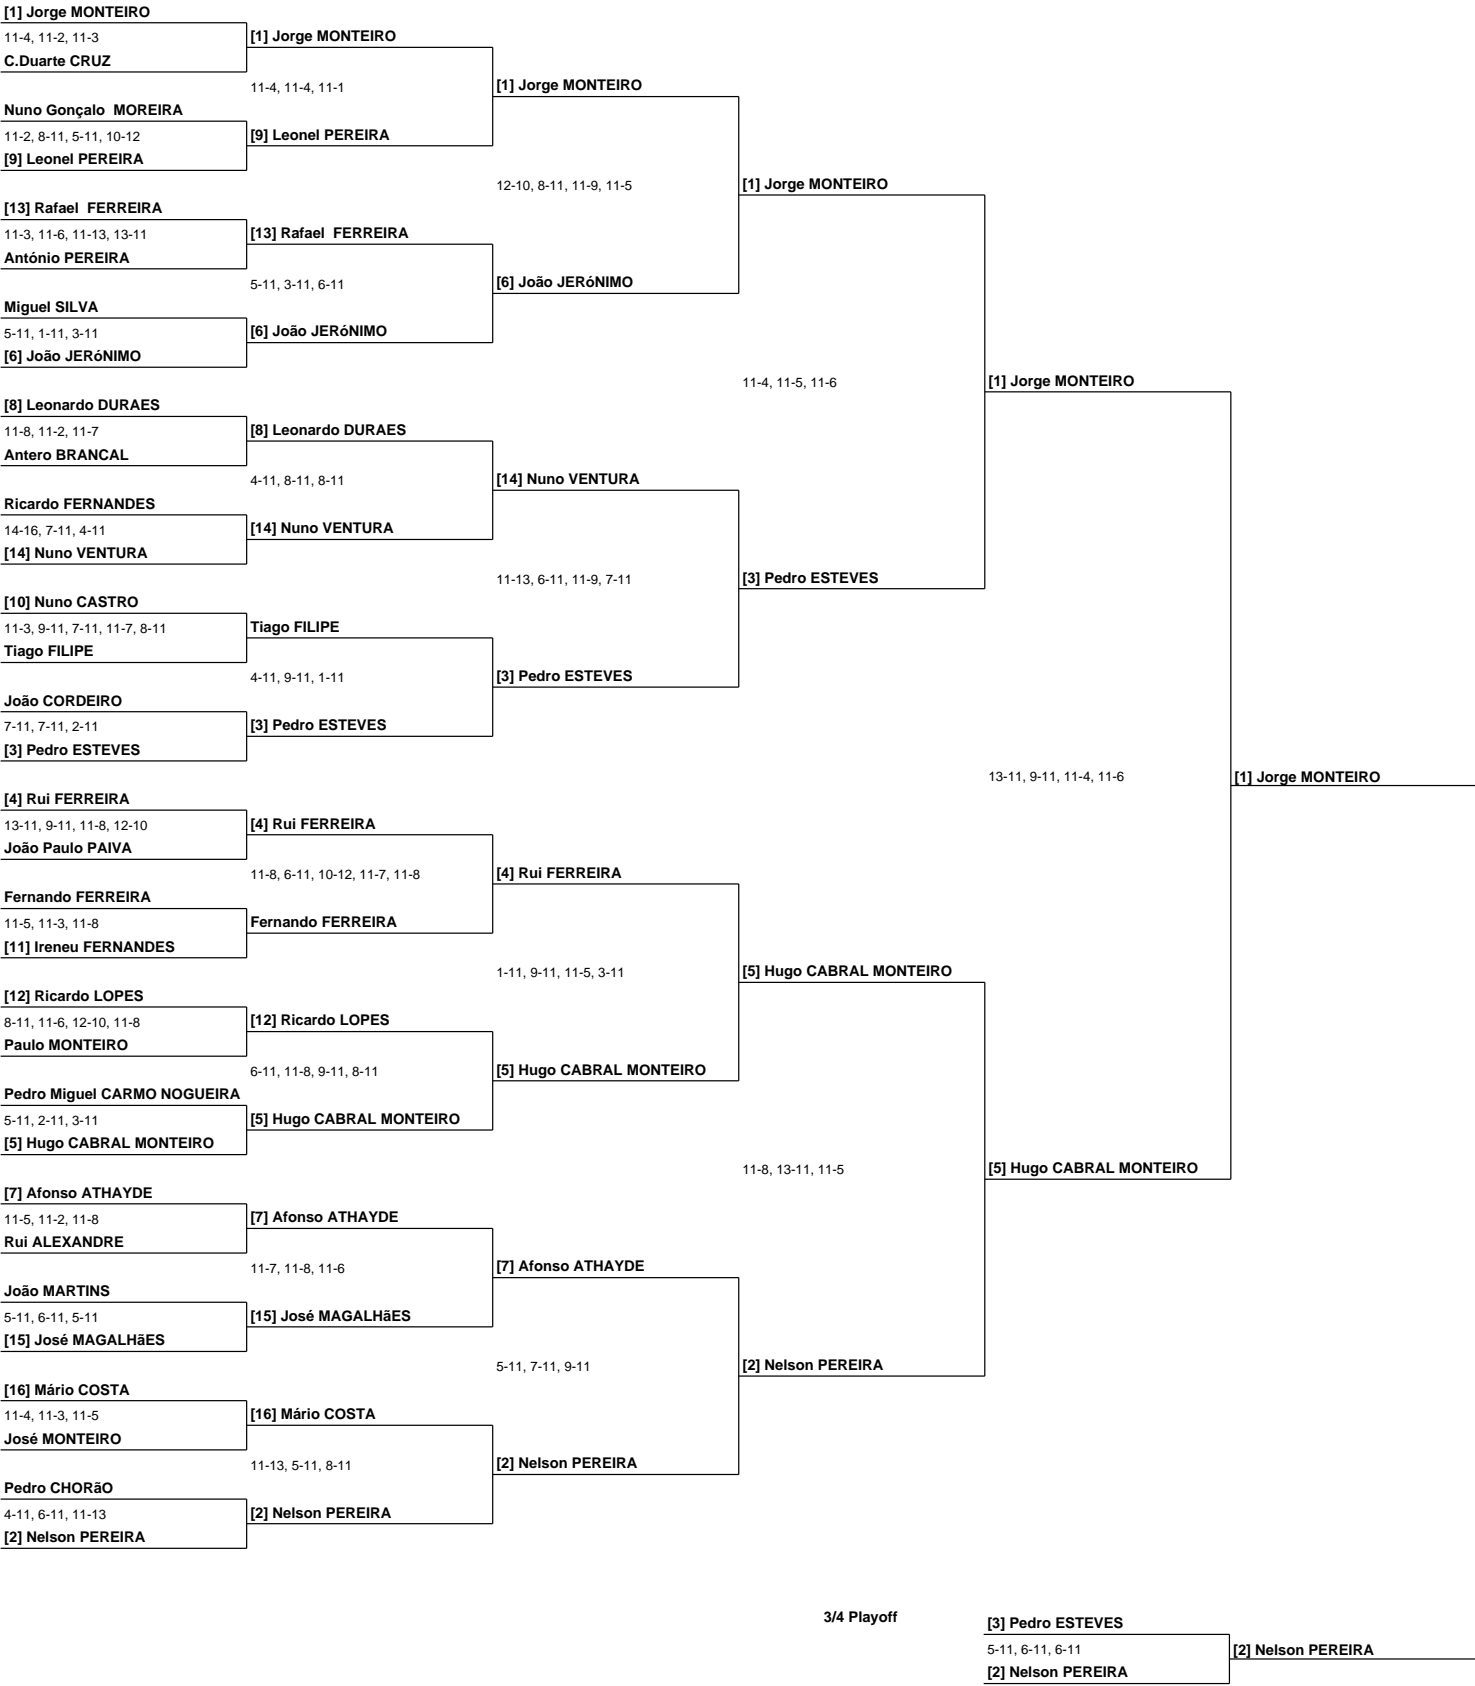 [1] Jorge MONTEIRO
11-4, 11-2, 11-3
C.Duarte CRUZ
Nuno Gonçalo  MOREIRA
11-2, 8-11, 5-11, 10-12
[9] Leonel PEREIRA
[13] Rafael  FERREIRA
11-3, 11-6, 11-13, 13-11
António PEREIRA
Miguel SILVA
5-11, 1-11, 3-11
[6] João JERóNIMO
[8] Leonardo DURAES
11-8, 11-2, 11-7
Antero BRANCAL
Ricardo FERNANDES
14-16, 7-11, 4-11
[14] Nuno VENTURA
[10] Nuno CASTRO
11-3, 9-11, 7-11, 11-7, 8-11
Tiago FILIPE
João CORDEIRO
7-11, 7-11, 2-11
[3] Pedro ESTEVES
[4] Rui FERREIRA
13-11, 9-11, 11-8, 12-10
João Paulo PAIVA
Fernando FERREIRA
11-5, 11-3, 11-8
[11] Ireneu FERNANDES
[12] Ricardo LOPES
8-11, 11-6, 12-10, 11-8
Paulo MONTEIRO
Pedro Miguel CARMO NOGUEIRA
5-11, 2-11, 3-11
[5] Hugo CABRAL MONTEIRO
[7] Afonso ATHAYDE
11-5, 11-2, 11-8
Rui ALEXANDRE
João MARTINS
5-11, 6-11, 5-11
[15] José MAGALHãES
[16] Mário COSTA
11-4, 11-3, 11-5
José MONTEIRO
Pedro CHORãO
4-11, 6-11, 11-13
[2] Nelson PEREIRA
[1] Jorge MONTEIRO
11-4, 11-4, 11-1
[9] Leonel PEREIRA
[13] Rafael  FERREIRA
5-11, 3-11, 6-11
[6] João JERóNIMO
[8] Leonardo DURAES
4-11, 8-11, 8-11
[14] Nuno VENTURA
Tiago FILIPE
4-11, 9-11, 1-11
[3] Pedro ESTEVES
[4] Rui FERREIRA
11-8, 6-11, 10-12, 11-7, 11-8
Fernando FERREIRA
[12] Ricardo LOPES
6-11, 11-8, 9-11, 8-11
[5] Hugo CABRAL MONTEIRO
[7] Afonso ATHAYDE
11-7, 11-8, 11-6
[15] José MAGALHãES
[16] Mário COSTA
11-13, 5-11, 8-11
[2] Nelson PEREIRA
[1] Jorge MONTEIRO
12-10, 8-11, 11-9, 11-5
[6] João JERóNIMO
[14] Nuno VENTURA
11-13, 6-11, 11-9, 7-11
[3] Pedro ESTEVES
[4] Rui FERREIRA
1-11, 9-11, 11-5, 3-11
[5] Hugo CABRAL MONTEIRO
[7] Afonso ATHAYDE
5-11, 7-11, 9-11
[2] Nelson PEREIRA
[1] Jorge MONTEIRO
11-4, 11-5, 11-6
[3] Pedro ESTEVES
[5] Hugo CABRAL MONTEIRO
11-8, 13-11, 11-5
[2] Nelson PEREIRA
[1] Jorge MONTEIRO
13-11, 9-11, 11-4, 11-6
[5] Hugo CABRAL MONTEIRO
[1] Jorge MONTEIRO
3/4 Playoff
[3] Pedro ESTEVES
5-11, 6-11, 6-11
[2] Nelson PEREIRA
[2] Nelson PEREIRA